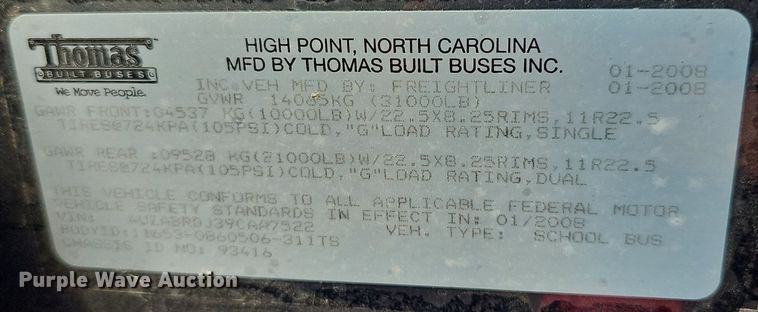 Thomas
BUILT BUSES
We Move People.
HIGH POINT, NORTH CAROLINA
MFD BY THOMAS BUILT BUSES INC.
01-2008
INC VEH MFD BY: FREIGHTLINER 01-2008
GVWR 14065KG (31000LB)
GAWR FRONT:04537 KG(10000LB)W/22.5X8.25RIMS,11R22.5
TIRES@724KPA(105PSI)COLD,"G"LOAD RATING,SINGLE
GAWR REAR :09528 KG(21000LB)W/22.5X8.25RIMS,11R22.5
TIRES@724KPA(105PSI)COLD,"G"LOAD RATING,DUAL
THIS VEHICLE CONFORMS TO ALL APPLICABLE FEDERAL MOTOR
VEHICLE SAFETY STANDARDS IN EFFECT IN: 01/2008
VIN: 4UZABRDJ39CAA7522 VEH. TYPE: SCHOOL BUS
BODYID:11653-0860506-311TS
CHASSIS ID NO: 93416
Purple Wave Auction